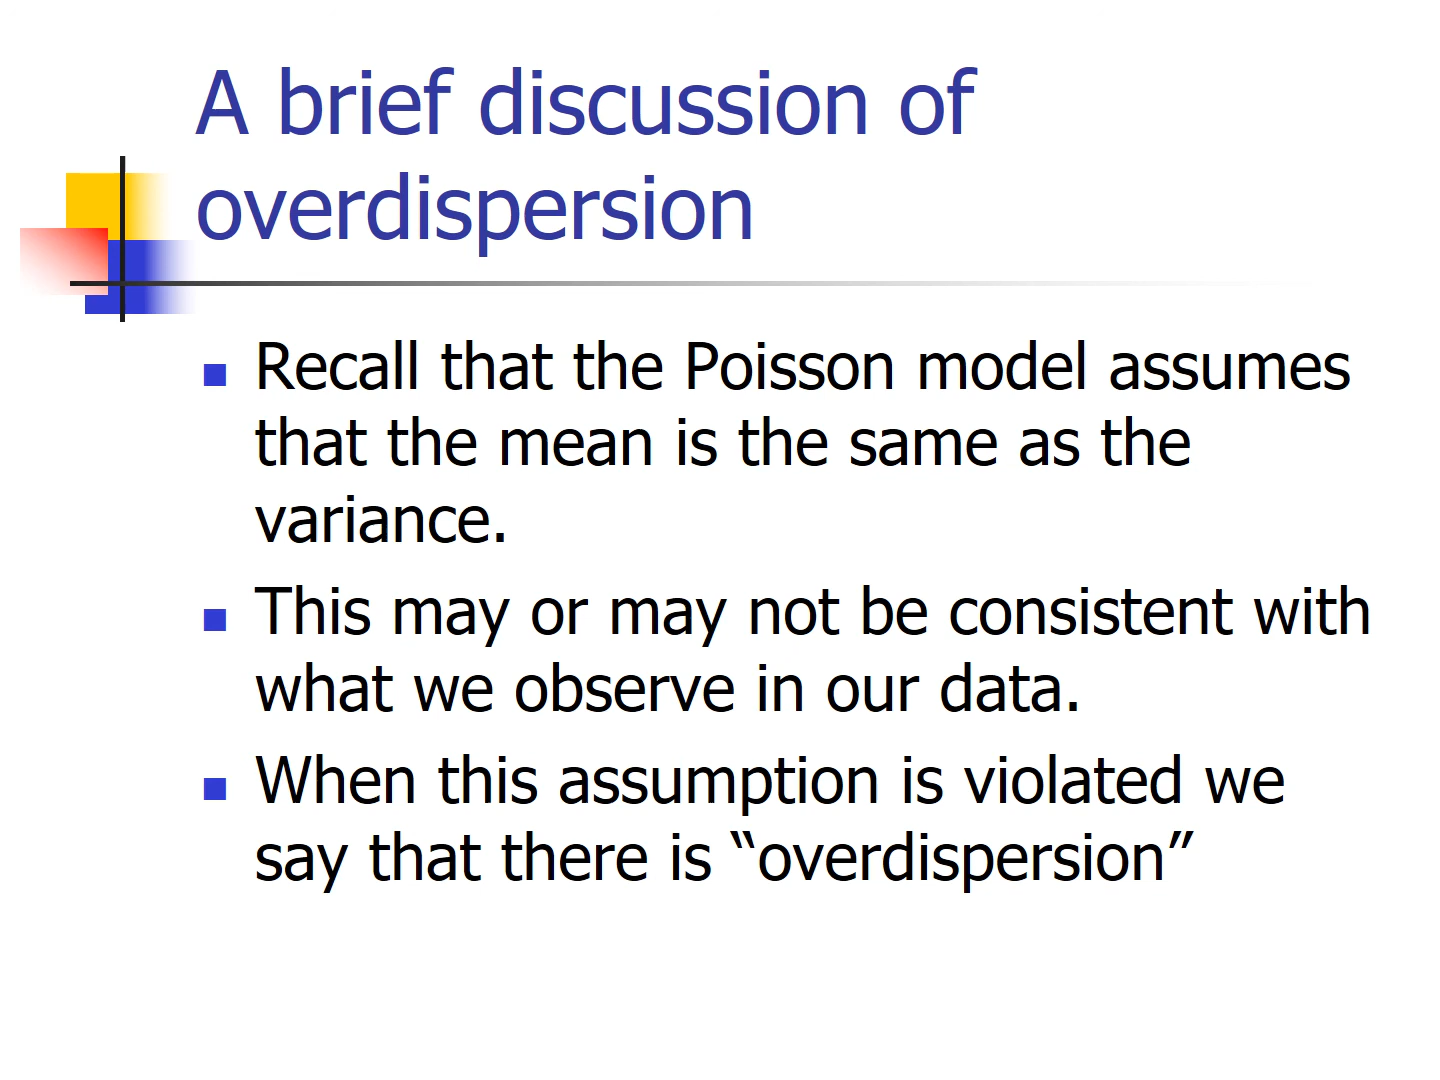 A brief discussion of
overdispersion
Recall that the Poisson model assumes
that the mean is the same as the
variance.
This may or may not be consistent with
what we observe in our data.
When this assumption is violated we
say that there is “overdispersion”